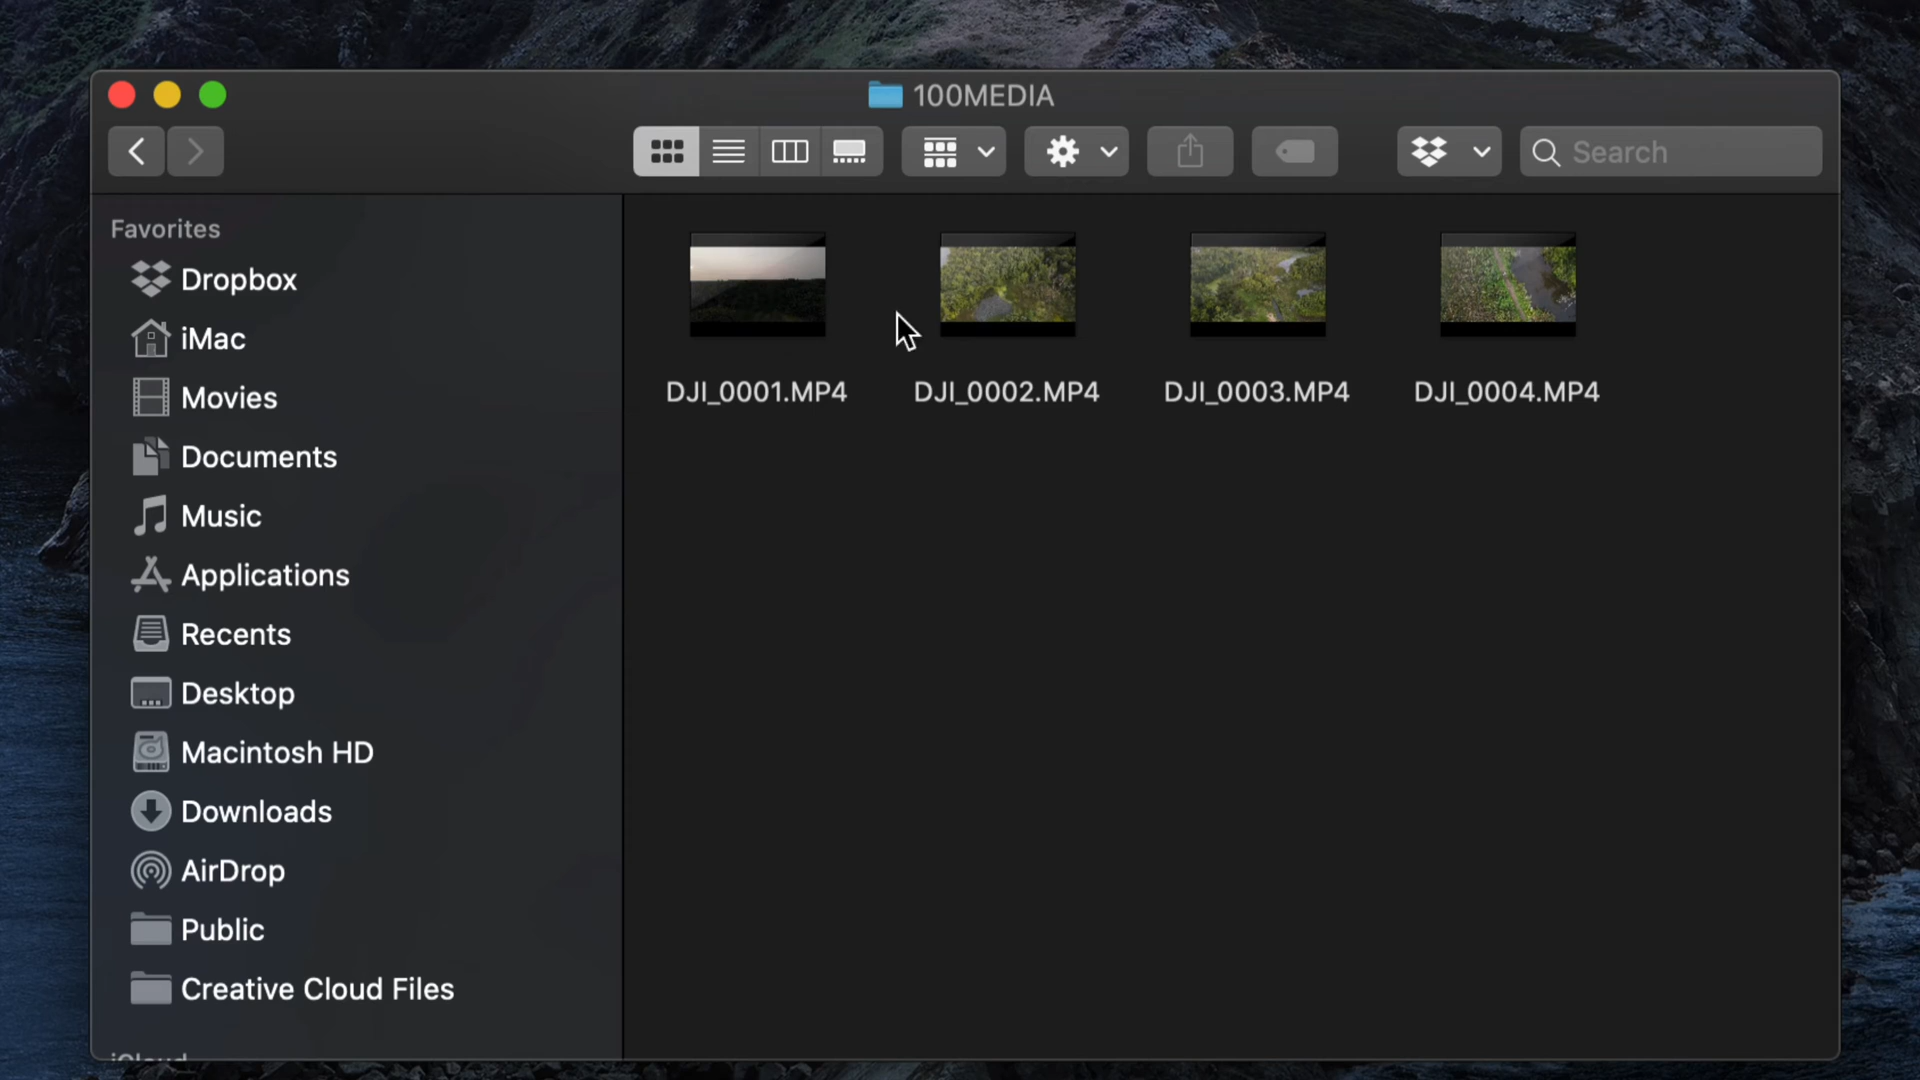 100MEDIA
Search
Favorites
Dropbox
iMac
Movies
Documents
Music
Applications
Recents
Desktop
Macintosh HD
Downloads
AirDrop
Public
Creative Cloud Files
iCloud
DJI_0001.MP4
DJI_0002.MP4
DJI_0003.MP4
DJI_0004.MP4